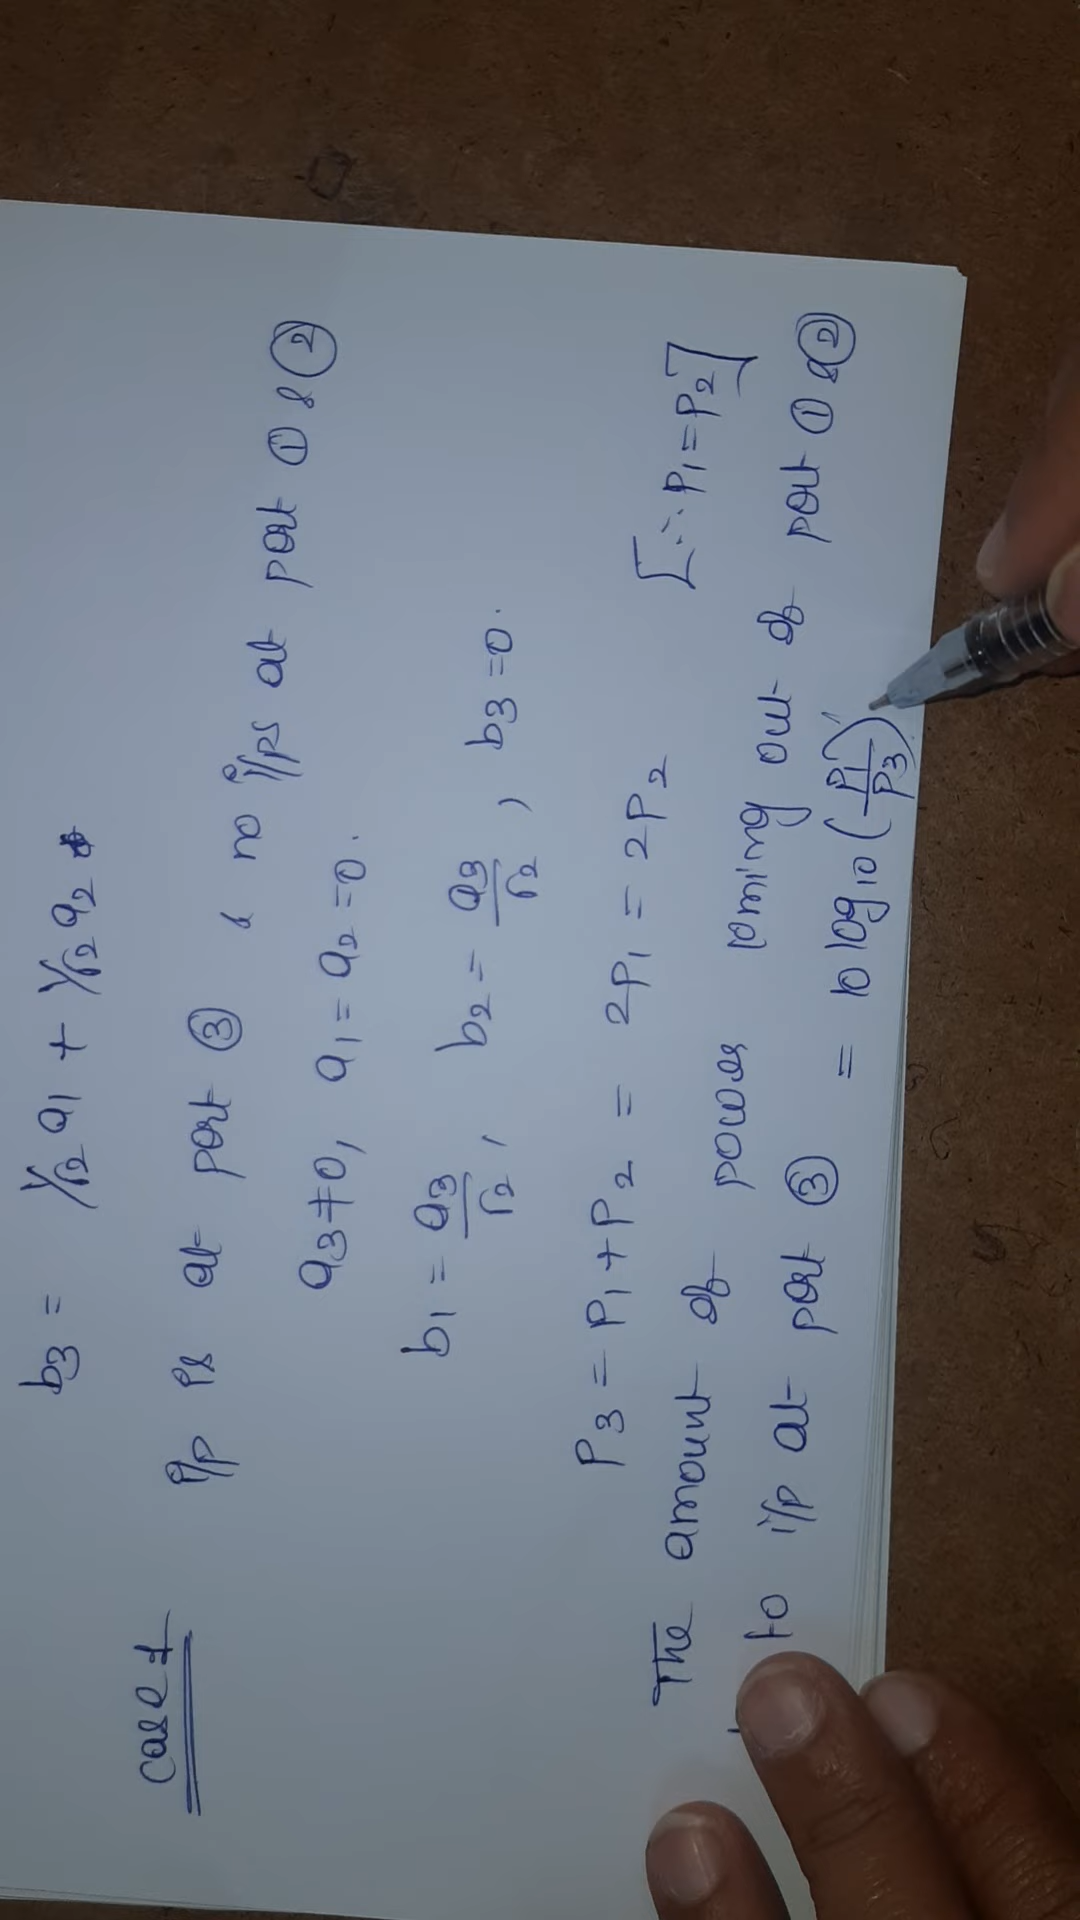 b3 = 1/√2 a1 + 1/√2 a2
case 1
i/p is at port ③ & no i/ps at port ① & ②
a3≠0, a1 = a2 =0.
b1 = a3/√2, b2 = a3/√2, b3 =0.
P3 = P1+P2 = 2P1 = 2P2 [∴ P1=P2]
The amount of power coming out of port ① & ②
to i/p at port ③ = 10 log10 (P1/P3)